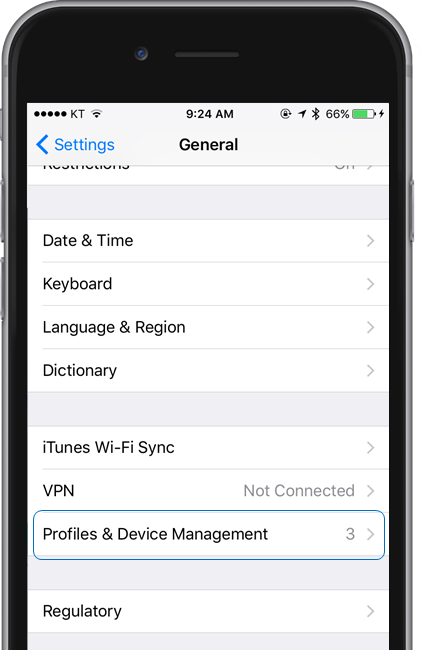 KT 9:24 AM 66%
Settings General
Restrictions
Date & Time
Keyboard
Language & Region
Dictionary
iTunes Wi-Fi Sync
VPN Not Connected
Profiles & Device Management 3
Regulatory